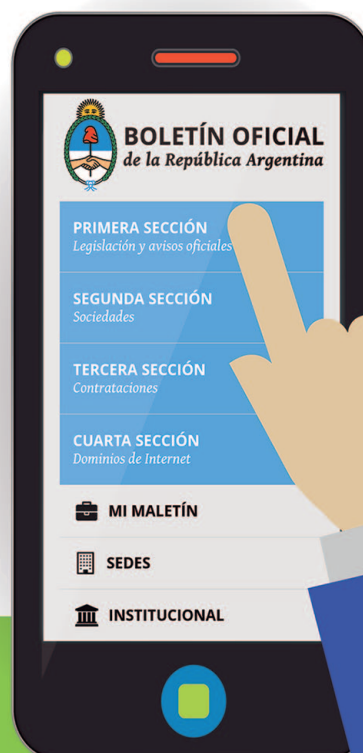 BOLETÍN OFICIAL
de la República Argentina
PRIMERA SECCIÓN
Legislación y avisos oficiales
SEGUNDA SECCIÓN
Sociedades
TERCERA SECCIÓN
Contrataciones
CUARTA SECCIÓN
Dominios de Internet
MI MALETÍN
SEDES
INSTITUCIONAL